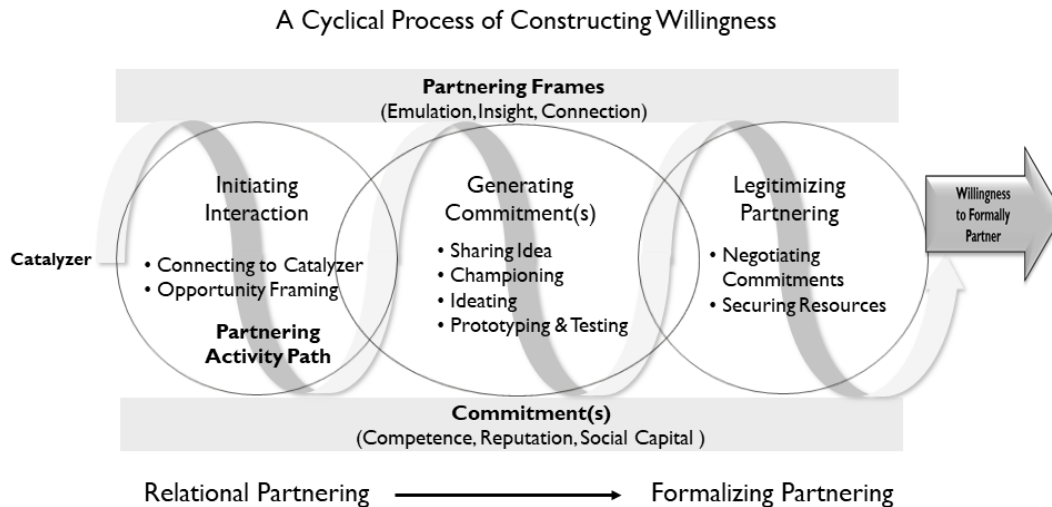 A Cyclical Process of Constructing Willingness
Partnering Frames
(Emulation, Insight, Connection)
Initiating
Interaction
• Connecting to Catalyzer
• Opportunity Framing
Partnering
Activity Path
Generating
Commitment(s)
• Sharing Idea
• Championing
• Ideating
• Prototyping & Testing
Legitimizing
Partnering
• Negotiating
Commitments
• Securing Resources
Catalyzer
Willingness
to Formally
Partner
Commitment(s)
(Competence, Reputation, Social Capital )
Relational Partnering
Formalizing Partnering